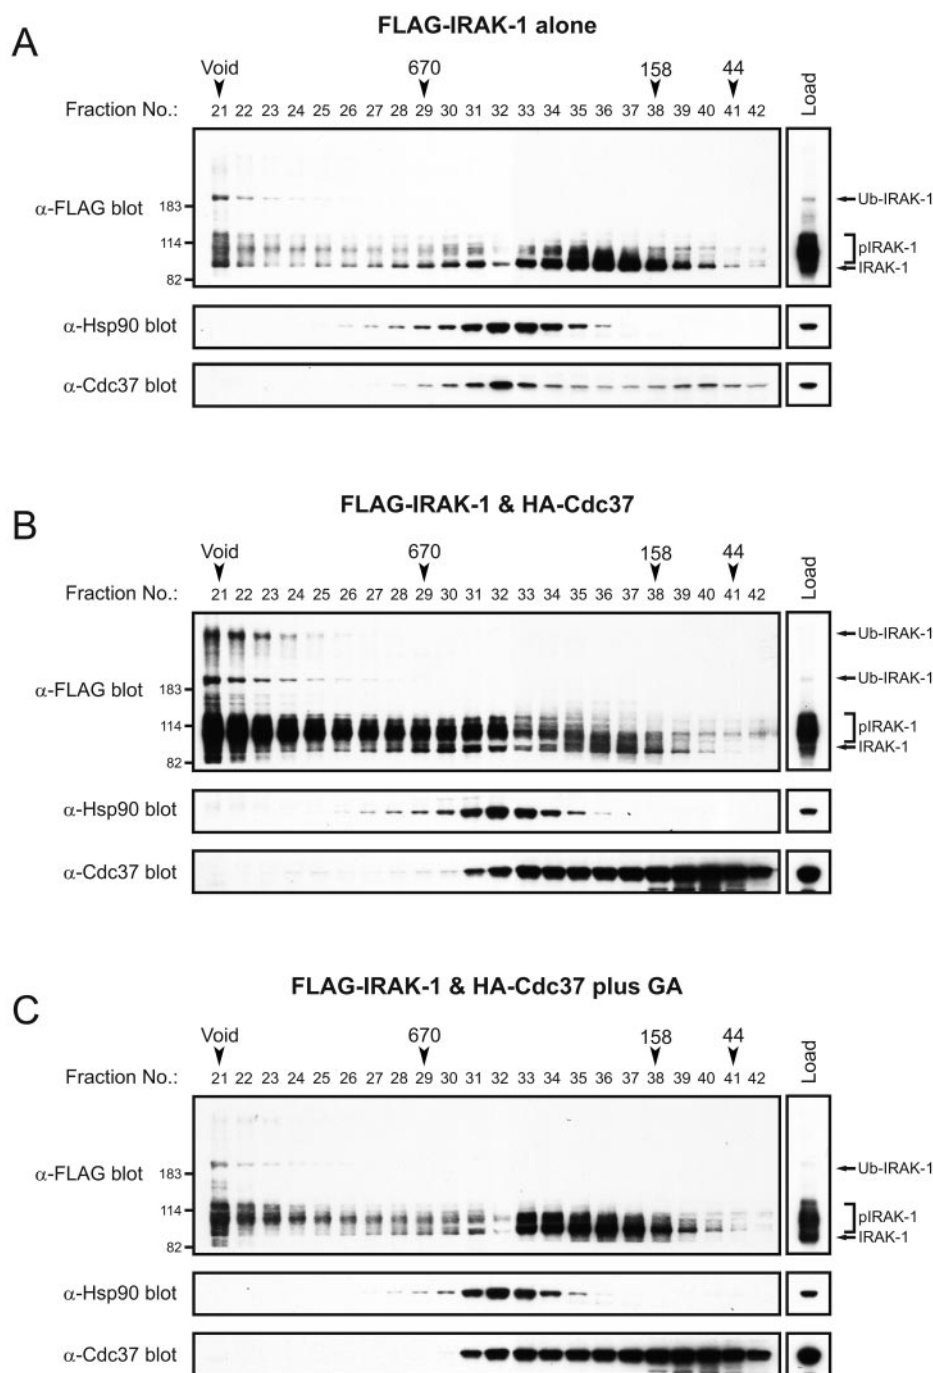 A
FLAG-IRAK-1 alone
Void 670 158 44
Fraction No.: 21 22 23 24 25 26 27 28 29 30 31 32 33 34 35 36 37 38 39 40 41 42 Load
α-FLAG blot 183 114 82
Ub-IRAK-1
pIRAK-1
IRAK-1
α-Hsp90 blot
α-Cdc37 blot
B
FLAG-IRAK-1 & HA-Cdc37
Void 670 158 44
Fraction No.: 21 22 23 24 25 26 27 28 29 30 31 32 33 34 35 36 37 38 39 40 41 42 Load
Ub-IRAK-1
α-FLAG blot 183 114 82
Ub-IRAK-1
pIRAK-1
IRAK-1
α-Hsp90 blot
α-Cdc37 blot
C
FLAG-IRAK-1 & HA-Cdc37 plus GA
Void 670 158 44
Fraction No.: 21 22 23 24 25 26 27 28 29 30 31 32 33 34 35 36 37 38 39 40 41 42 Load
α-FLAG blot 183 114 82
Ub-IRAK-1
pIRAK-1
IRAK-1
α-Hsp90 blot
α-Cdc37 blot